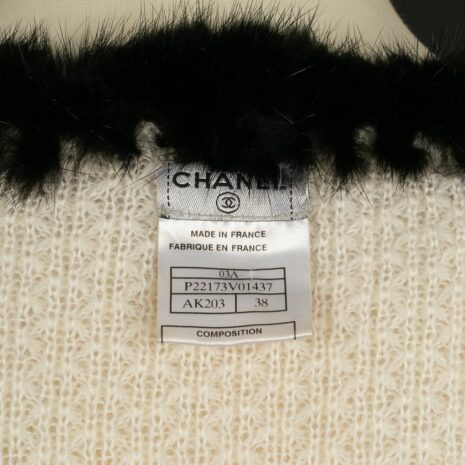 CHANEL
MADE IN FRANCE
FABRIQUE EN FRANCE
03A
P22173V01437
AK203 38
COMPOSITION